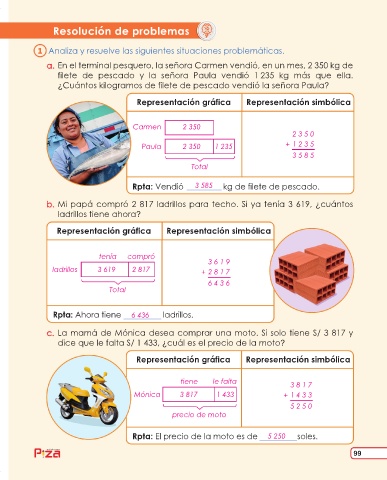 Resolución de problemas
1 Analiza y resuelve las siguientes situaciones problemáticas.
a. En el terminal pesquero, la señora Carmen vendió, en un mes, 2 350 kg de
filete de pescado y la señora Paula vendió 1 235 kg más que ella.
¿Cuántos kilogramos de filete de pescado vendió la señora Paula?
Representación gráfica Representación simbólica
Carmen 2 350
Paula 2 350 1 235
Total
2 3 5 0
+ 1 2 3 5
3 5 8 5
Rpta: Vendió 3 585 kg de filete de pescado.
b. Mi papá compró 2 817 ladrillos para techo. Si ya tenía 3 619, ¿cuántos
ladrillos tiene ahora?
Representación gráfica Representación simbólica
tenía compró
ladrillos 3 619 2 817
Total
3 6 1 9
+ 2 8 1 7
6 4 3 6
Rpta: Ahora tiene 6 436 ladrillos.
c. La mamá de Mónica desea comprar una moto. Si solo tiene S/ 3 817 y
dice que le falta S/ 1 433, ¿cuál es el precio de la moto?
Representación gráfica Representación simbólica
tiene le falta
Mónica 3 817 1 433
precio de moto
3 8 1 7
+ 1 4 3 3
5 2 5 0
Rpta: El precio de la moto es de 5 250 soles.
99